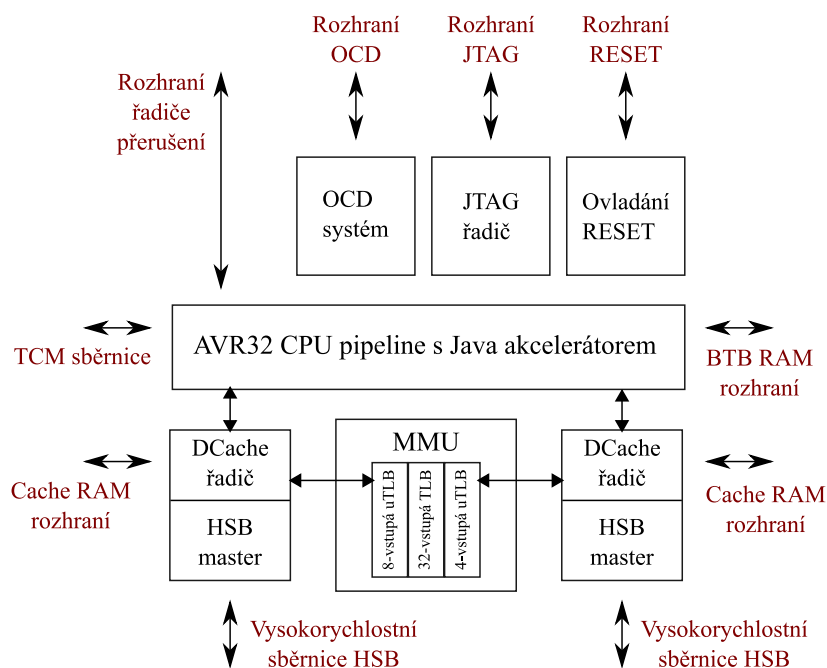 Rozhraní
OCD
Rozhraní
JTAG
Rozhraní
RESET
Rozhraní
řadiče
přerušení
OCD
systém
JTAG
řadič
Ovladání
RESET
TCM sběrnice
AVR32 CPU pipeline s Java akcelerátorem
BTB RAM
rozhraní
DCache
řadič
HSB
master
Cache RAM
rozhraní
MMU
8-vstupá uTLB
32-vstupá TLB
4-vstupá uTLB
DCache
řadič
HSB
master
Cache RAM
rozhraní
Vysokorychlostní
sběrnice HSB
Vysokorychlostní
sběrnice HSB